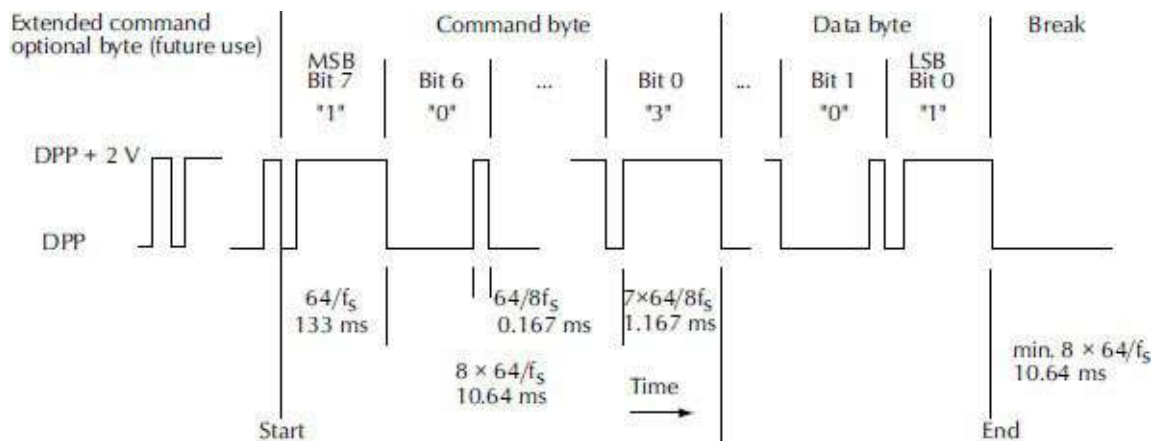 Extended command
optional byte (future use)
Command byte
Data byte
Break
MSB
Bit 7
"1"
Bit 6
"0"
...
Bit 0
"3"
...
Bit 1
"0"
LSB
Bit 0
"1"
DPP + 2 V
DPP
64/fs
133 ms
64/8fs
0.167 ms
7×64/8fs
1.167 ms
8 × 64/fs
10.64 ms
Time
min. 8 × 64/fs
10.64 ms
Start
End